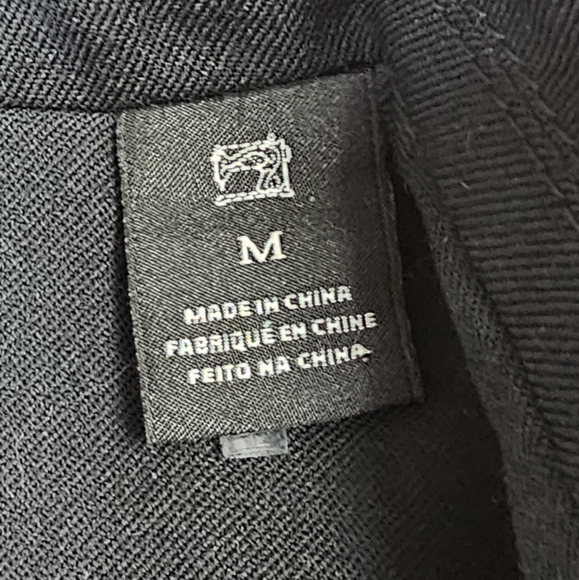 M
MADE IN CHINA
FABRIQUÉ EN CHINE
FEITO NA CHINA